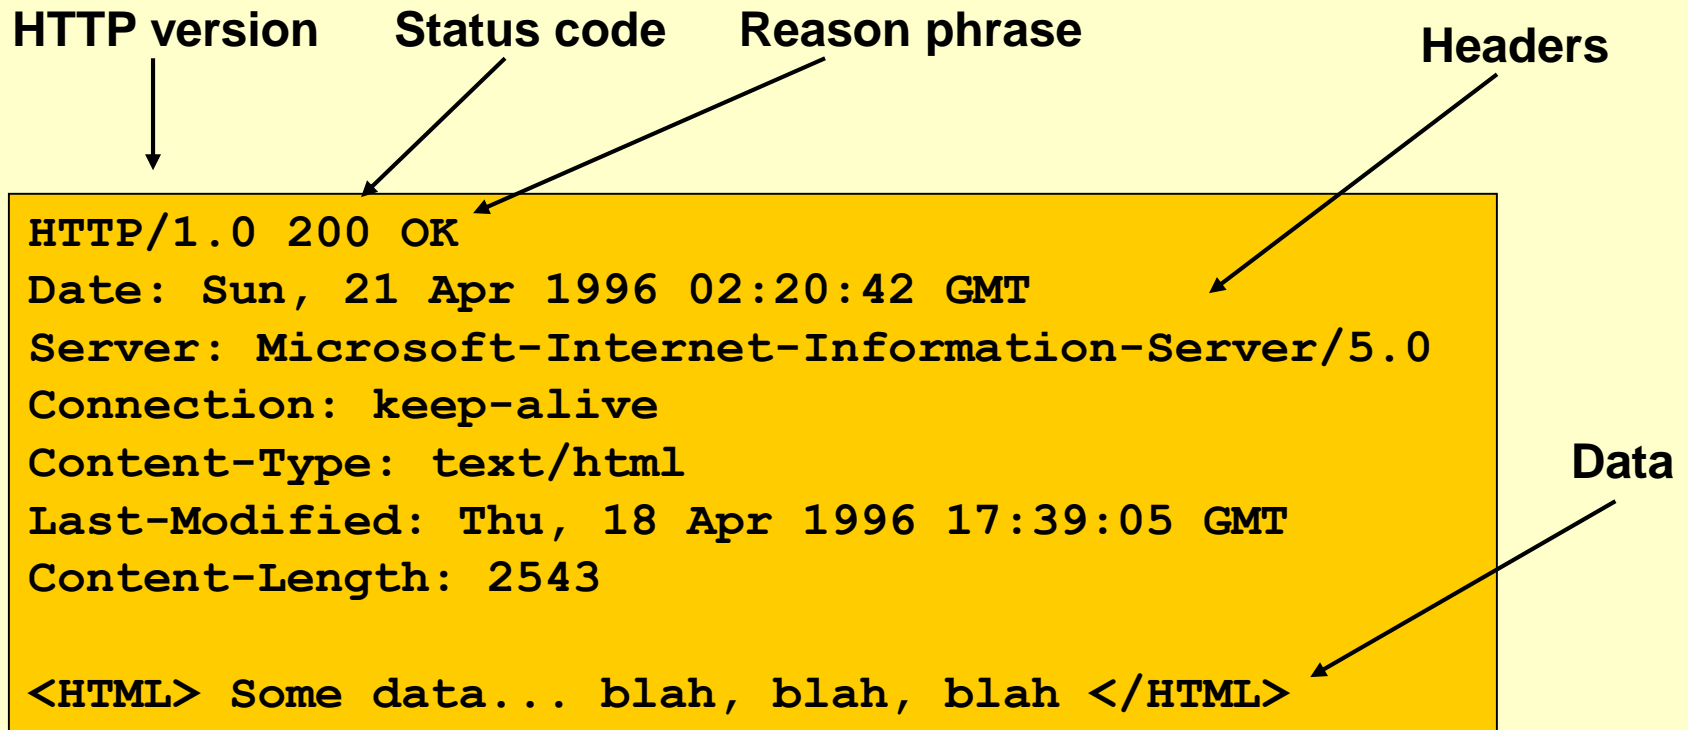 HTTP version Status code Reason phrase Headers
HTTP/1.0 200 OK
Date: Sun, 21 Apr 1996 02:20:42 GMT
Server: Microsoft-Internet-Information-Server/5.0
Connection: keep-alive
Content-Type: text/html
Data
Last-Modified: Thu, 18 Apr 1996 17:39:05 GMT
Content-Length: 2543
<HTML> Some data... blah, blah, blah </HTML>